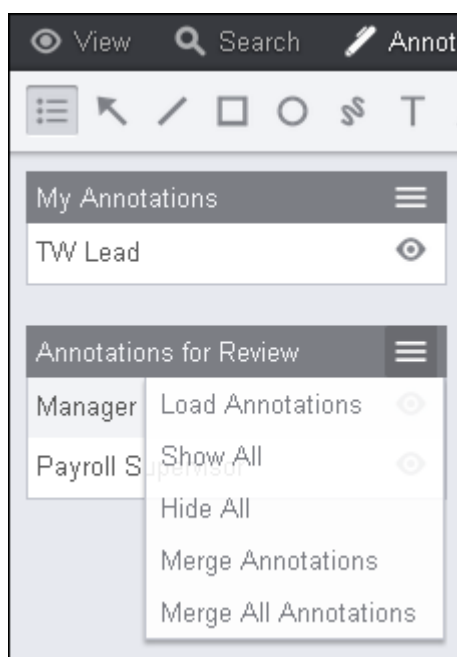 View Search Annot
T
My Annotations
TW Lead
Annotations for Review
Manager
Load Annotations
Payroll Supervisor
Show All
Hide All
Merge Annotations
Merge All Annotations